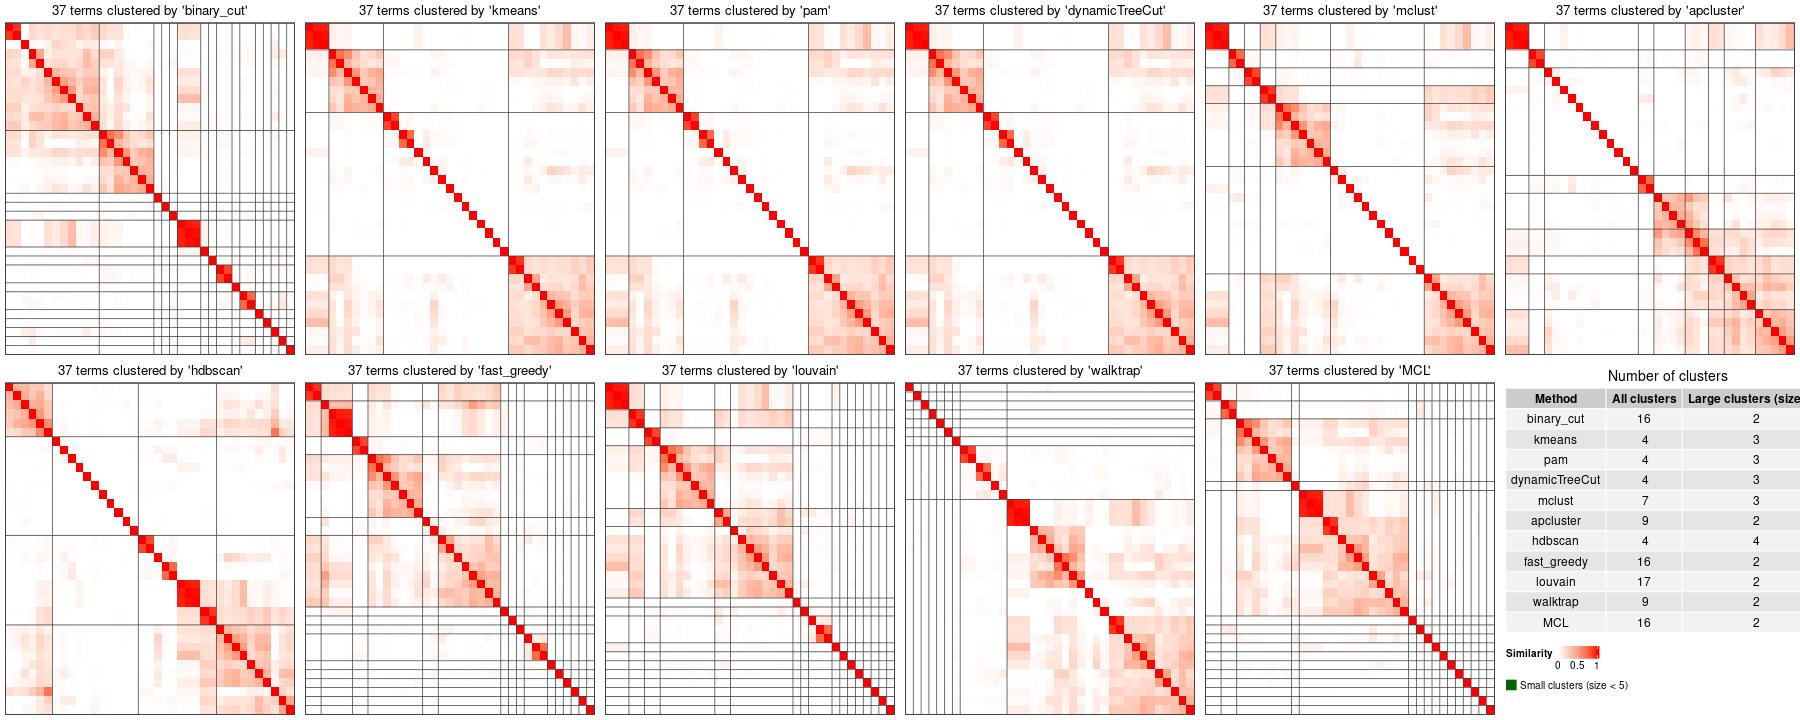 37 terms clustered by 'binary_cut'
37 terms clustered by 'kmeans'
37 terms clustered by 'pam'
37 terms clustered by 'dynamicTreeCut'
37 terms clustered by 'mclust'
37 terms clustered by 'apcluster'
37 terms clustered by 'hdbscan'
37 terms clustered by 'fast_greedy'
37 terms clustered by 'louvain'
37 terms clustered by 'walktrap'
37 terms clustered by 'MCL'
Number of clusters
Method All clusters Large clusters (size
binary_cut 16 2
kmeans 4 3
pam 4 3
dynamicTreeCut 4 3
mclust 7 3
apcluster 9 2
hdbscan 4 4
fast_greedy 16 2
louvain 17 2
walktrap 9 2
MCL 16 2
Similarity
0 0.5 1
Small clusters (size < 5)